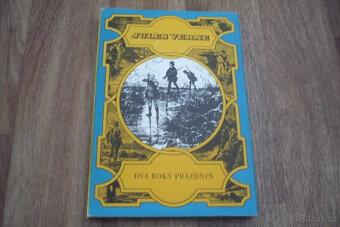 JULES VERNE
DVA ROKY PRÁZDNIN